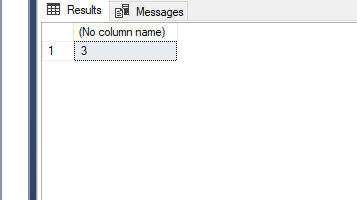 Results Messages
(No column name)
1 3